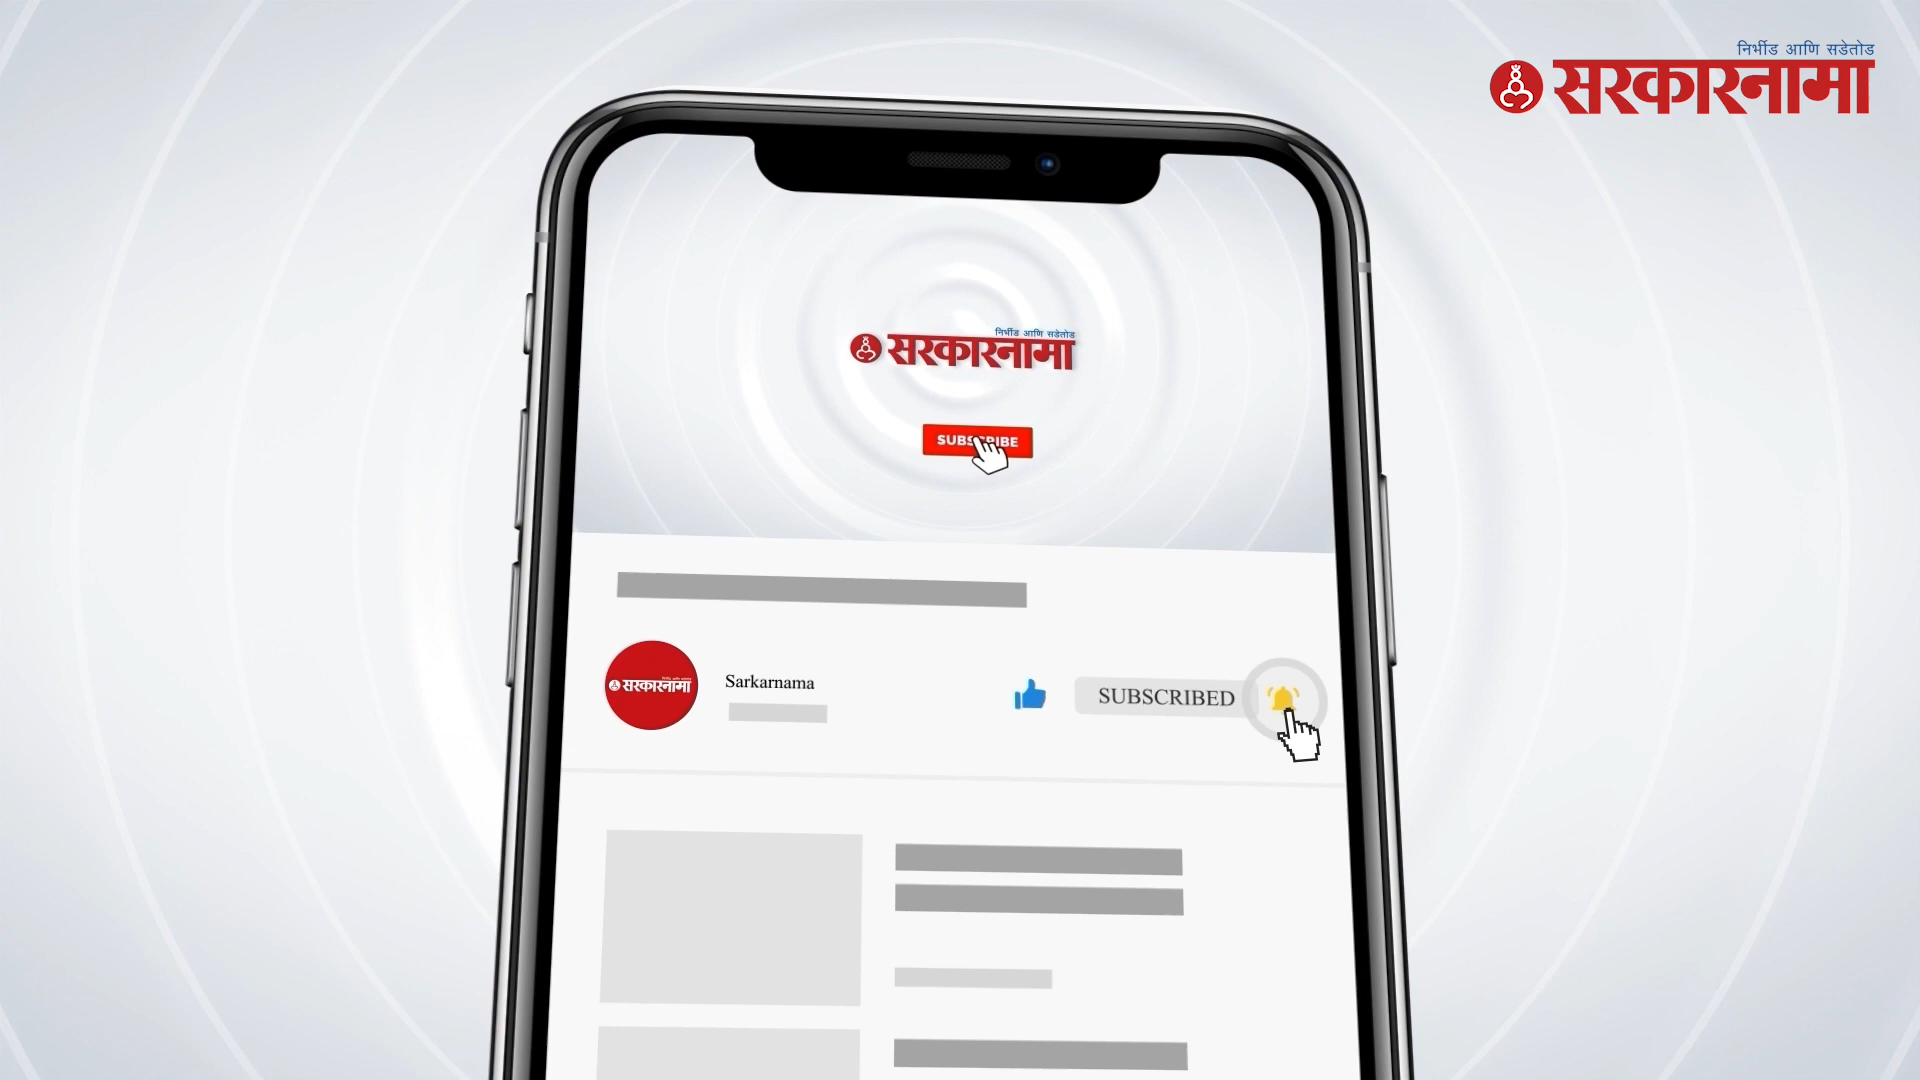 निर्भीड आणि सडेतोड
सरकारनामा
निर्भीड आणि सडेतोड
सरकारनामा
SUBSCRIBE
सरकारनामा
Sarkarnama
SUBSCRIBED